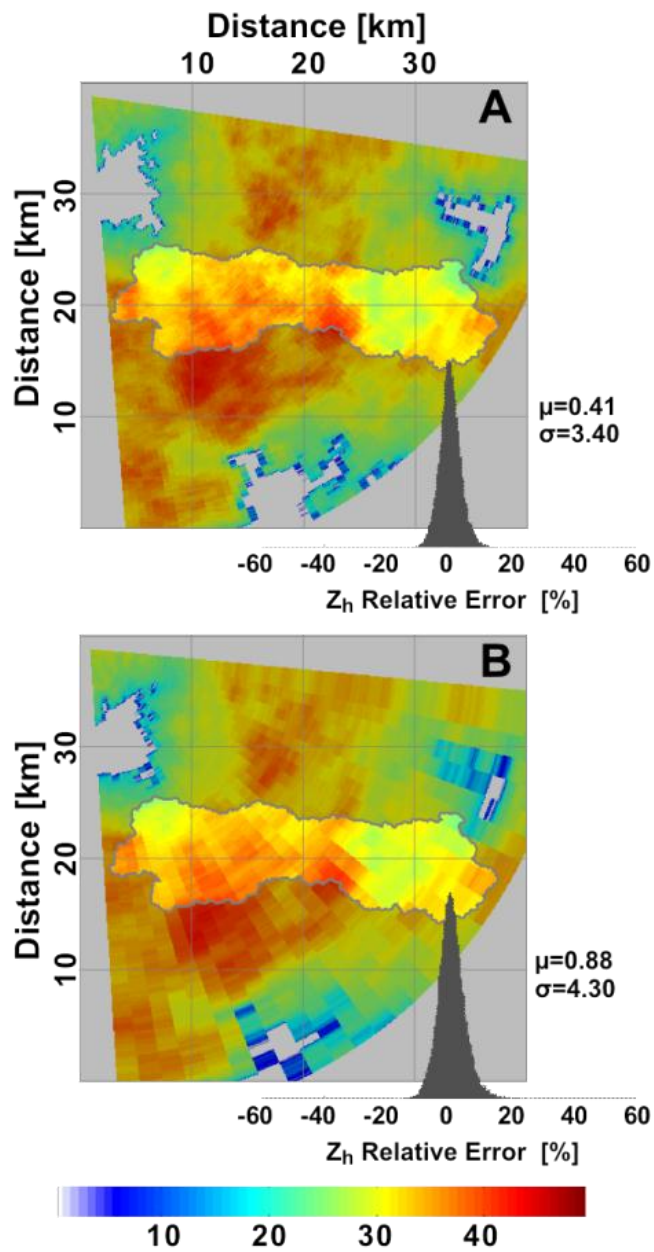 Distance [km]
10 20 30
A
Distance [km]
30
20
10
μ=0.41
σ=3.40
-60 -40 -20 0 20 40 60
Zh Relative Error [%]
B
Distance [km]
30
20
10
μ=0.88
σ=4.30
-60 -40 -20 0 20 40 60
Zh Relative Error [%]
10 20 30 40